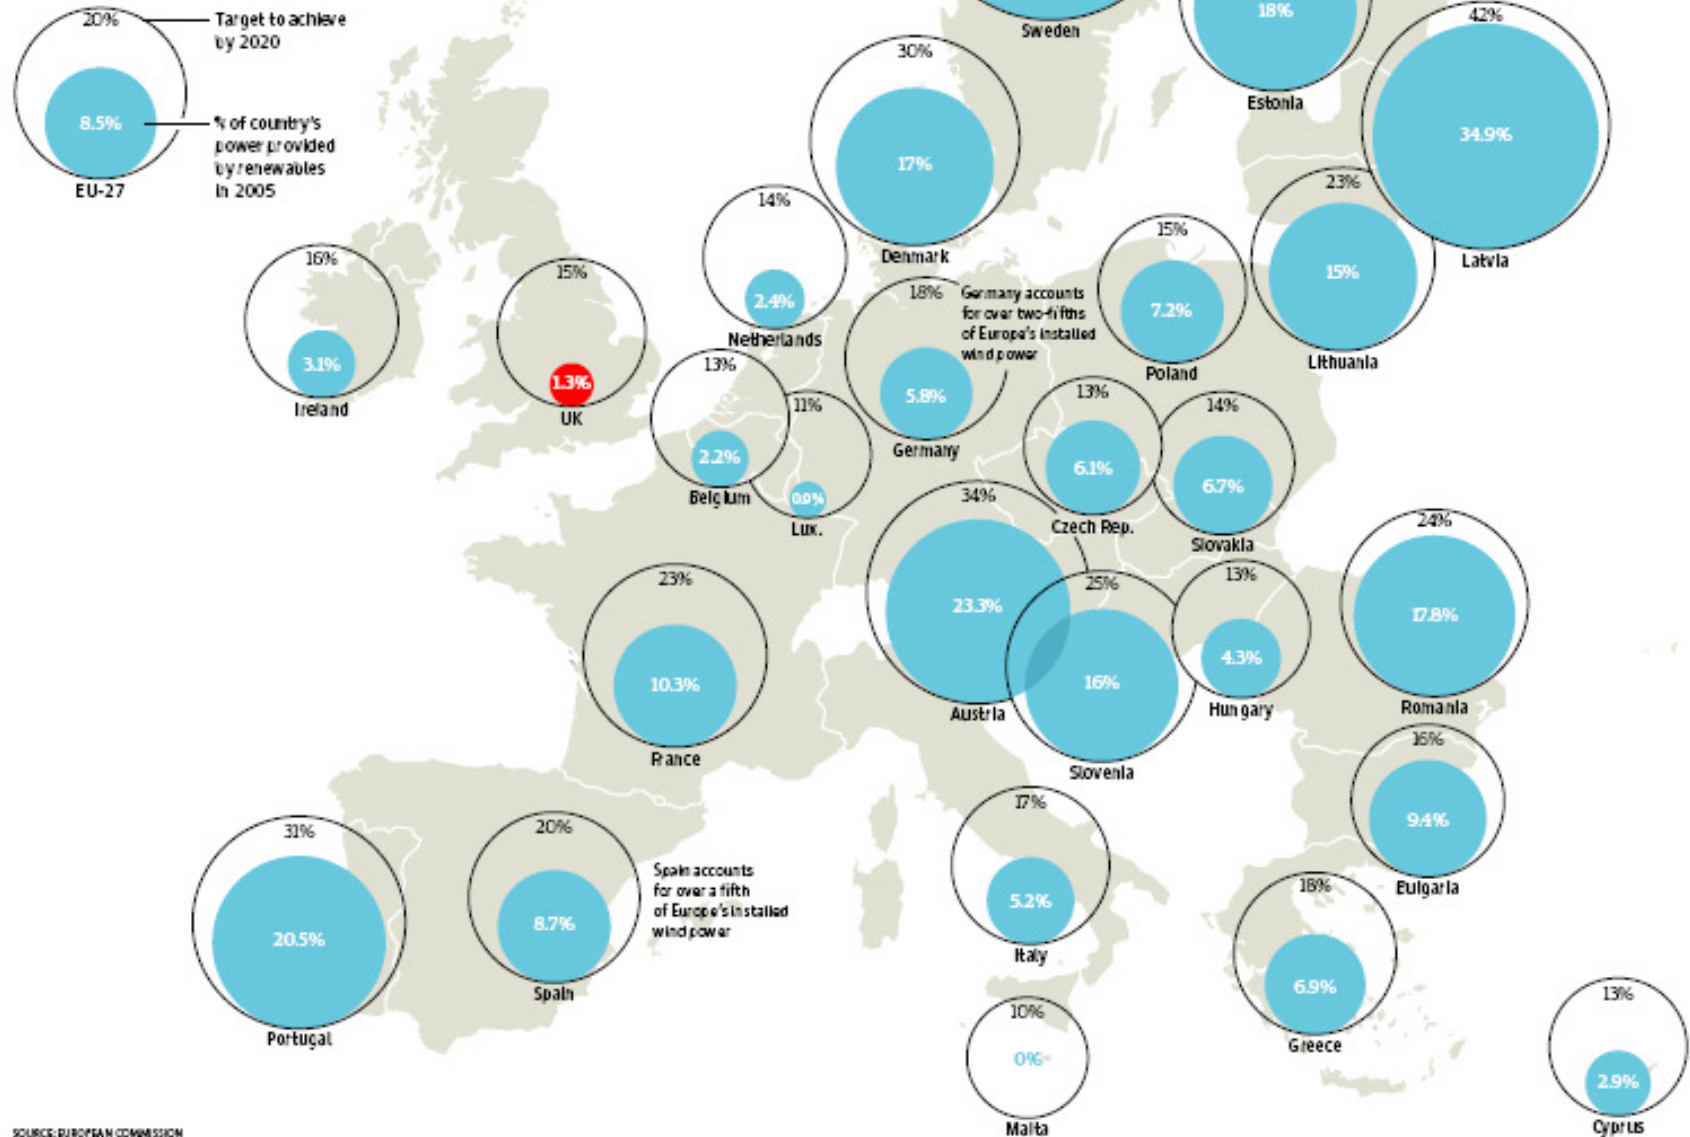 20%
Target to achieve
by 2020
8.5%
% of country's
power provided
by renewables
in 2005
EU-27
Sweden
18%
Estonia
42%
34.9%
Latvia
30%
17%
Denmark
23%
15%
Lithuania
14%
2.4%
Netherlands
15%
7.2%
Poland
16%
3.1%
Ireland
15%
1.3%
UK
18%
5.8%
Germany
Germany accounts
for over two-fifths
of Europe's installed
wind power
13%
2.2%
Belgium
11%
0.9%
Lux.
13%
6.1%
Czech Rep.
14%
6.7%
Slovakia
34%
23.3%
Austria
25%
16%
Slovenia
13%
4.3%
Hungary
24%
17.8%
Romania
23%
10.3%
France
16%
9.4%
Bulgaria
31%
20.5%
Portugal
20%
8.7%
Spain
Spain accounts
for over a fifth
of Europe's installed
wind power
17%
5.2%
Italy
18%
6.9%
Greece
10%
0%
Malta
13%
2.9%
Cyprus
SOURCE: EUROPEAN COMMISSION